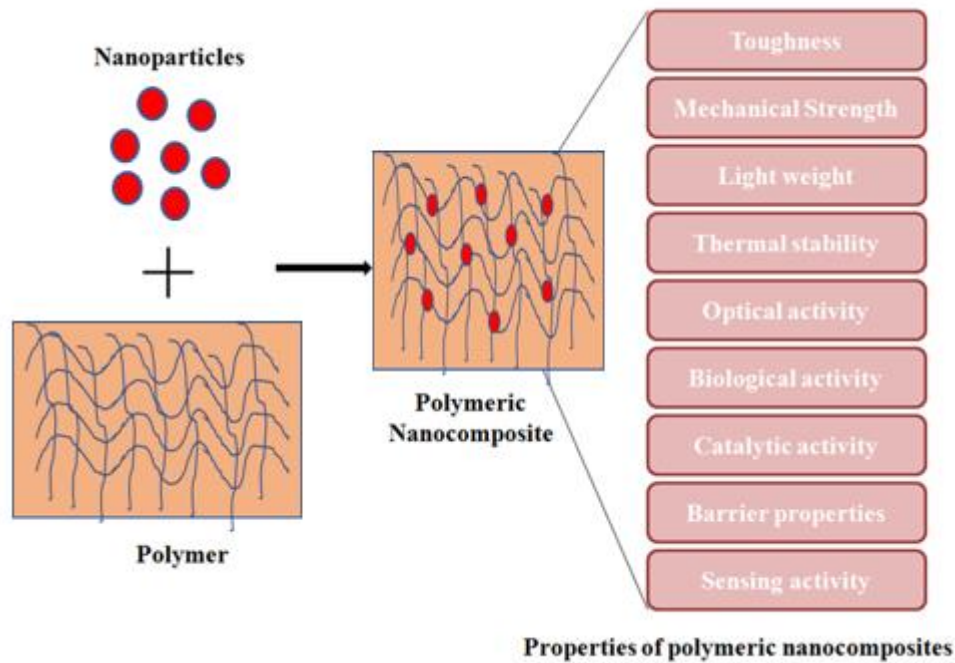 Nanoparticles
Polymer
Polymeric
Nanocomposite
Toughness
Mechanical Strength
Light weight
Thermal stability
Optical activity
Biological activity
Catalytic activity
Barrier properties
Sensing activity
Properties of polymeric nanocomposites